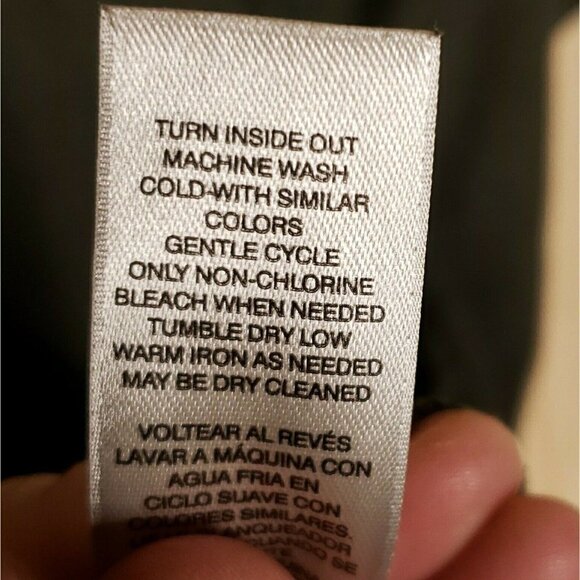 TURN INSIDE OUT
MACHINE WASH
COLD-WITH SIMILAR
COLORS
GENTLE CYCLE
ONLY NON-CHLORINE
BLEACH WHEN NEEDED
TUMBLE DRY LOW
WARM IRON AS NEEDED
MAY BE DRY CLEANED
VOLTEAR AL REVÉS
LAVAR A MÁQUINA CON
AGUA FRIA EN
CICLO SUAVE CON
COLORES SIMILARES.
SE